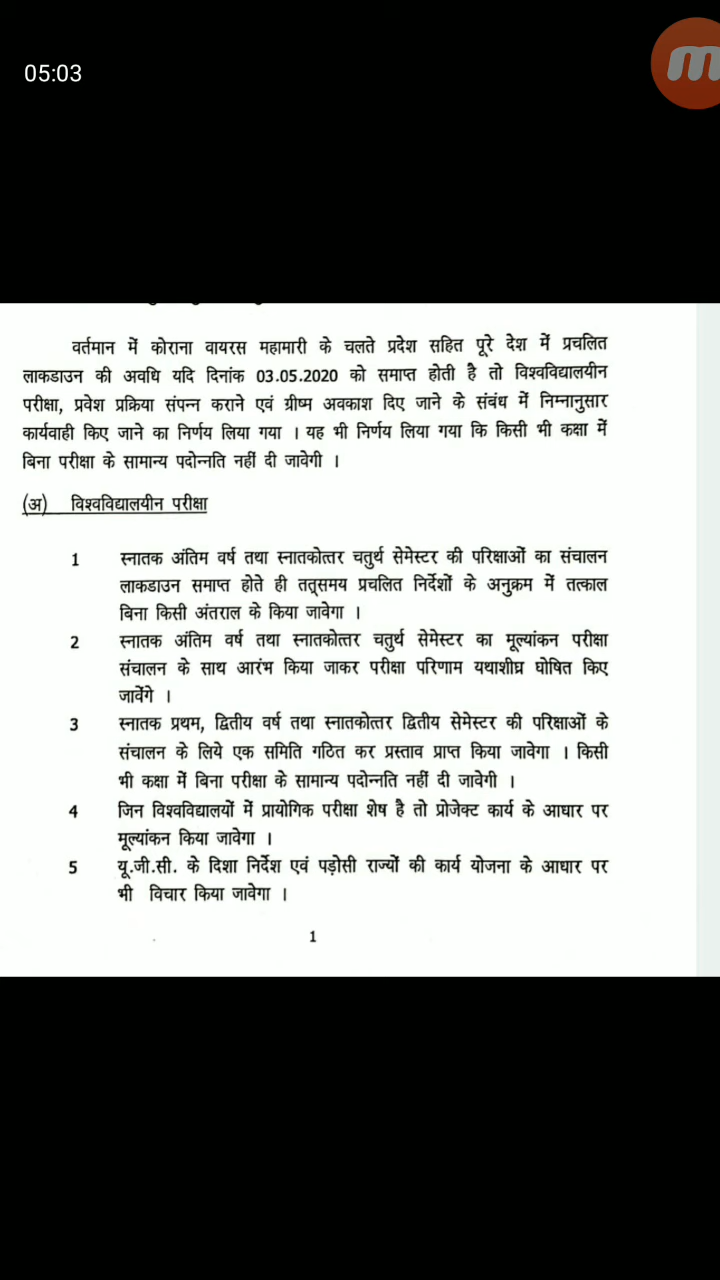 05:03
वर्तमान में कोराना वायरस महामारी के चलते प्रदेश सहित पूरे देश में प्रचलित
लाकडाउन की अवधि यदि दिनांक 03.05.2020 को समाप्त होती है तो विश्वविद्यालयीन
परीक्षा, प्रवेश प्रक्रिया संपन्न कराने एवं ग्रीष्म अवकाश दिए जाने के संबंध में निम्नानुसार
कार्यवाही किए जाने का निर्णय लिया गया । यह भी निर्णय लिया गया कि किसी भी कक्षा में
बिना परीक्षा के सामान्य पदोन्नति नहीं दी जावेगी ।
(अ) विश्वविद्यालयीन परीक्षा
1 स्नातक अंतिम वर्ष तथा स्नातकोत्तर चतुर्थ सेमेस्टर की परिक्षाओं का संचालन
लाकडाउन समाप्त होते ही तत्समय प्रचलित निर्देशों के अनुक्रम में तत्काल
बिना किसी अंतराल के किया जावेगा ।
2 स्नातक अंतिम वर्ष तथा स्नातकोत्तर चतुर्थ सेमेस्टर का मूल्यांकन परीक्षा
संचालन के साथ आरंभ किया जाकर परीक्षा परिणाम यथाशीघ्र घोषित किए
जावेंगे ।
3 स्नातक प्रथम, द्वितीय वर्ष तथा स्नातकोत्तर द्वितीय सेमेस्टर की परिक्षाओं के
संचालन के लिये एक समिति गठित कर प्रस्ताव प्राप्त किया जावेगा । किसी
भी कक्षा में बिना परीक्षा के सामान्य पदोन्नति नहीं दी जावेगी ।
4 जिन विश्वविद्यालयों में प्रायोगिक परीक्षा शेष है तो प्रोजेक्ट कार्य के आधार पर
मूल्यांकन किया जावेगा ।
5 यू.जी.सी. के दिशा निर्देश एवं पड़ोसी राज्यों की कार्य योजना के आधार पर
भी विचार किया जावेगा ।
1